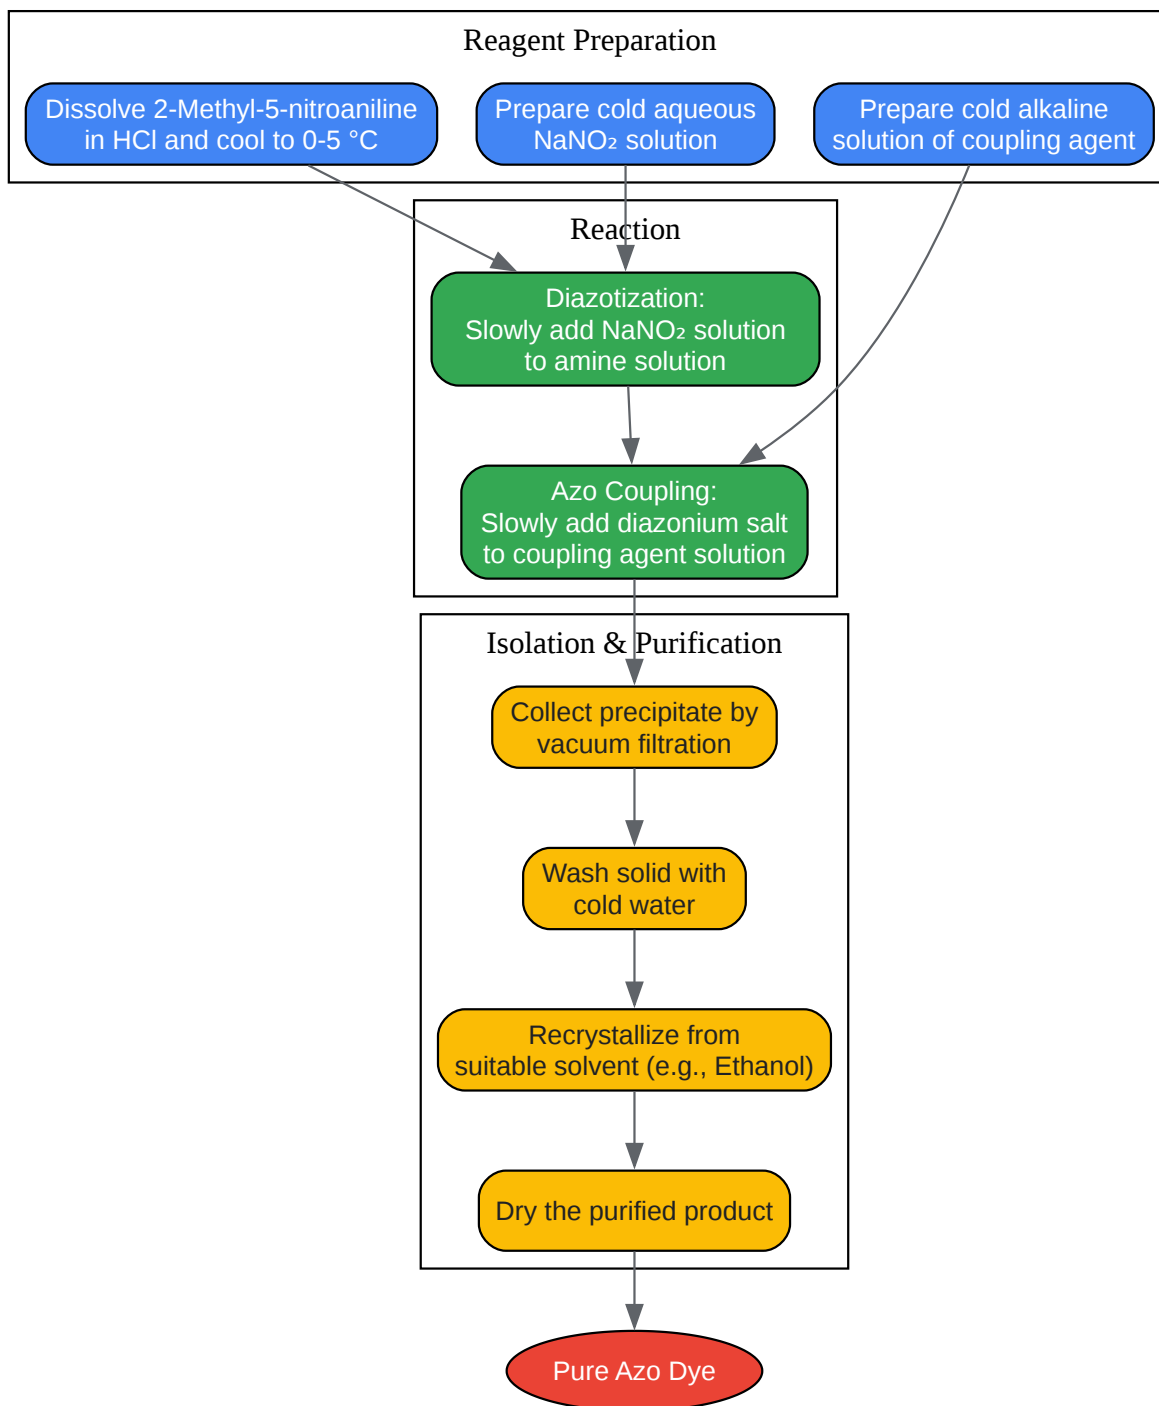 Reagent Preparation
Dissolve 2-Methyl-5-nitroaniline
in HCl and cool to 0-5 °C
Prepare cold aqueous
NaNO₂ solution
Prepare cold alkaline
solution of coupling agent
Reaction
Diazotization:
Slowly add NaNO₂ solution
to amine solution
Azo Coupling:
Slowly add diazonium salt
to coupling agent solution
Isolation & Purification
Collect precipitate by
vacuum filtration
Wash solid with
cold water
Recrystallize from
suitable solvent (e.g., Ethanol)
Dry the purified product
Pure Azo Dye